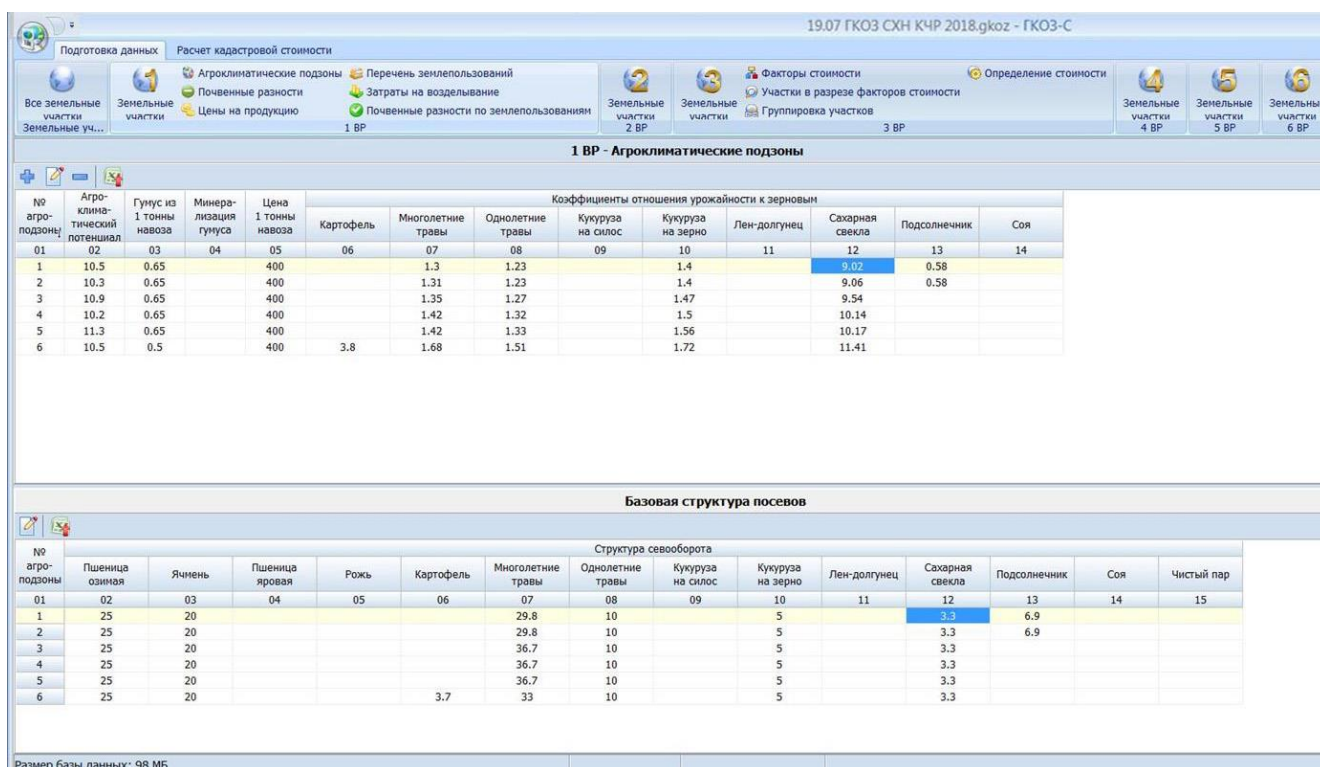 19.07 ГКОЗ СХН КЧР 2018.gkoz - ГКОЗ-С
Подготовка данных Расчет кадастровой стоимости
Все земельные участки
Земельные уч...
1 Земельные участки
Агроклиматические подзоны Перечень землепользований
Почвенные разности Затраты на возделывание
Цены на продукцию Почвенные разности по землепользованиям
1 ВР
2 Земельные участки
2 ВР
3 Земельные участки
Факторы стоимости Определение стоимости
Участки в разрезе факторов стоимости
Группировка участков
3 ВР
4 Земельные участки
4 ВР
5 Земельные участки
5 ВР
6 Земельны участки
6 ВР
1 ВР - Агроклиматические подзоны
№ агро-подзоны Агро-клима-тический потенциал Гумус из 1 тонны навоза Минера-лизация гумуса Цена 1 тонны навоза Коэффициенты отношения урожайности к зерновым
Картофель Многолетние травы Однолетние травы Кукуруза на силос Кукуруза на зерно Лен-долгунец Сахарная свекла Подсолнечник Соя
01 02 03 04 05 06 07 08 09 10 11 12 13 14
1 10.5 0.65 400 1.3 1.23 1.4 9.02 0.58
2 10.3 0.65 400 1.31 1.23 1.4 9.06 0.58
3 10.9 0.65 400 1.35 1.27 1.47 9.54
4 10.2 0.65 400 1.42 1.32 1.5 10.14
5 11.3 0.65 400 1.42 1.33 1.56 10.17
6 10.5 0.5 400 3.8 1.68 1.51 1.72 11.41
Базовая структура посевов
№ агро-подзоны Структура севооборота
Пшеница озимая Ячмень Пшеница яровая Рожь Картофель Многолетние травы Однолетние травы Кукуруза на силос Кукуруза на зерно Лен-долгунец Сахарная свекла Подсолнечник Соя Чистый пар
01 02 03 04 05 06 07 08 09 10 11 12 13 14 15
1 25 20 29.8 10 5 3.3 6.9
2 25 20 29.8 10 5 3.3 6.9
3 25 20 36.7 10 5 3.3
4 25 20 36.7 10 5 3.3
5 25 20 36.7 10 5 3.3
6 25 20 3.7 33 10 5 3.3
Размер базы данных: 98 МБ